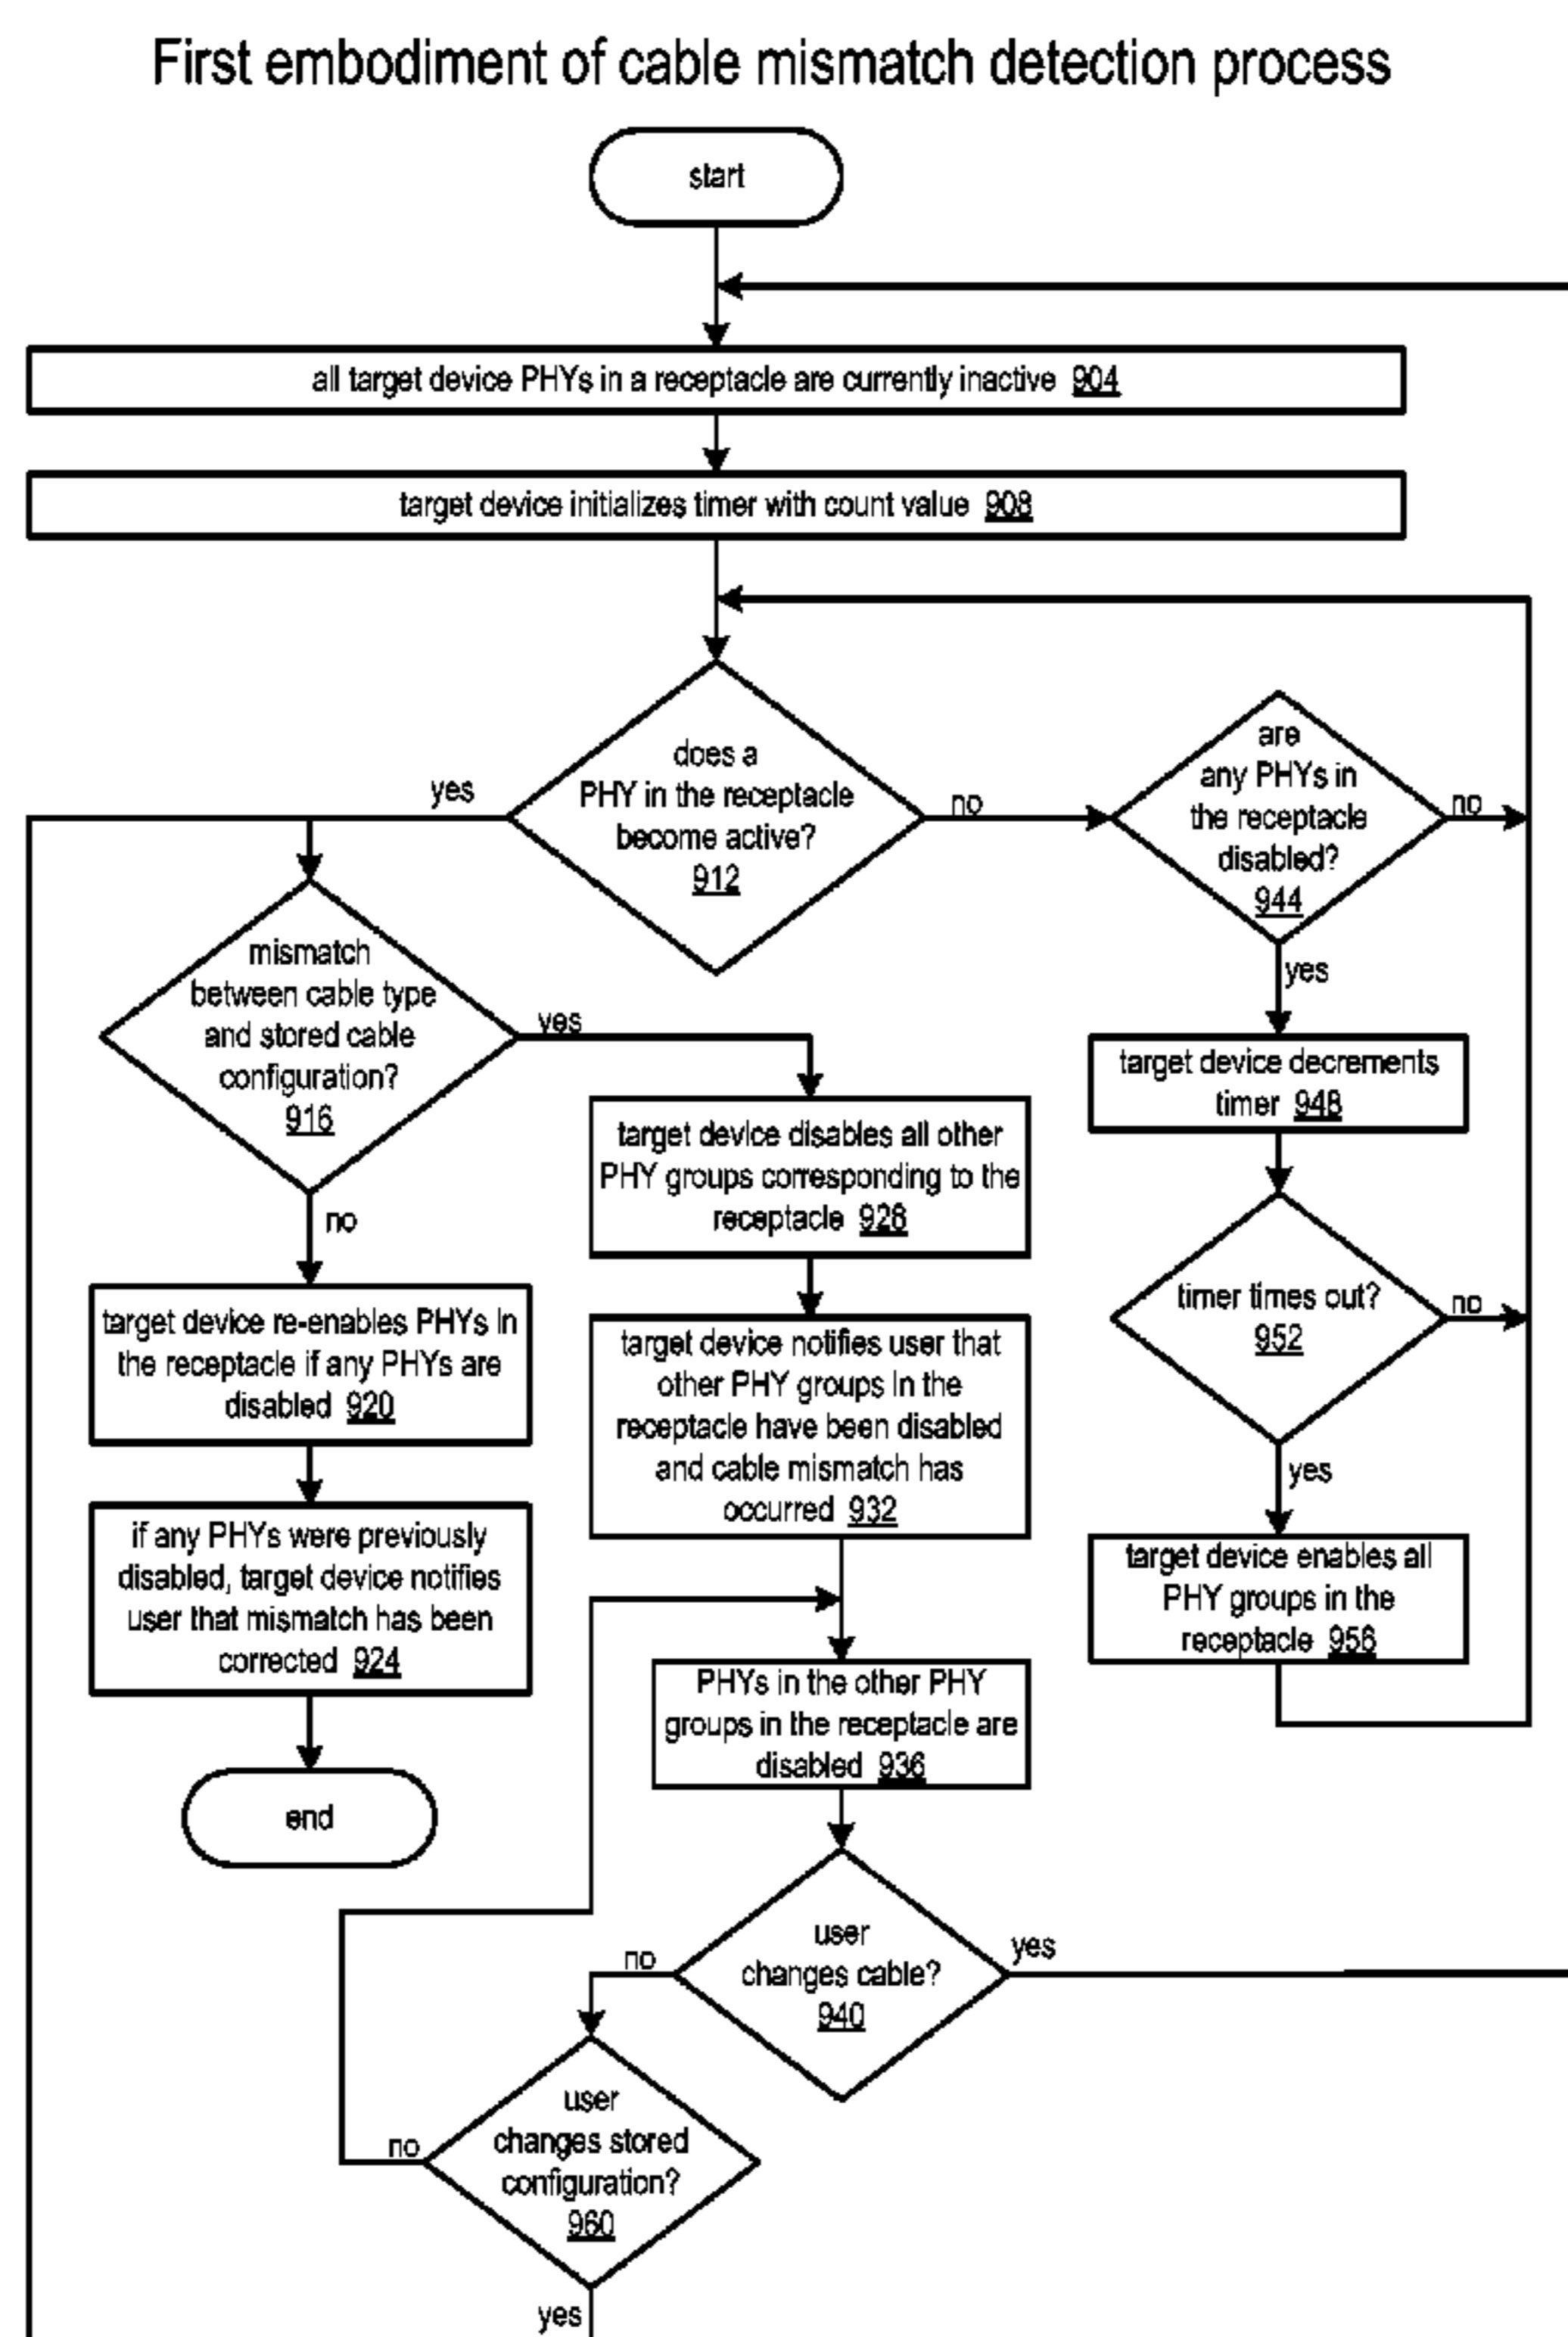 First embodiment of cable mismatch detection process
start
all target device PHYs in a receptacle are currently inactive 904
target device initializes timer with count value 908
does a
PHY in the receptacle
become active?
912
yes
no
are
any PHYs in
the receptacle
disabled?
944
no
yes
mismatch
between cable type
and stored cable
configuration?
916
yes
no
target device decrements
timer 948
target device disables all other
PHY groups corresponding to the
receptacle 928
timer times out?
952
no
yes
target device re-enables PHYs in
the receptacle if any PHYs are
disabled 920
target device notifies user that
other PHY groups in the
receptacle have been disabled
and cable mismatch has
occurred 932
if any PHYs were previously
disabled, target device notifies
user that mismatch has been
corrected 924
target device enables all
PHY groups in the
receptacle 956
PHYs in the other PHY
groups in the receptacle are
disabled 936
end
user
changes cable?
940
no
yes
user
changes stored
configuration?
960
no
yes